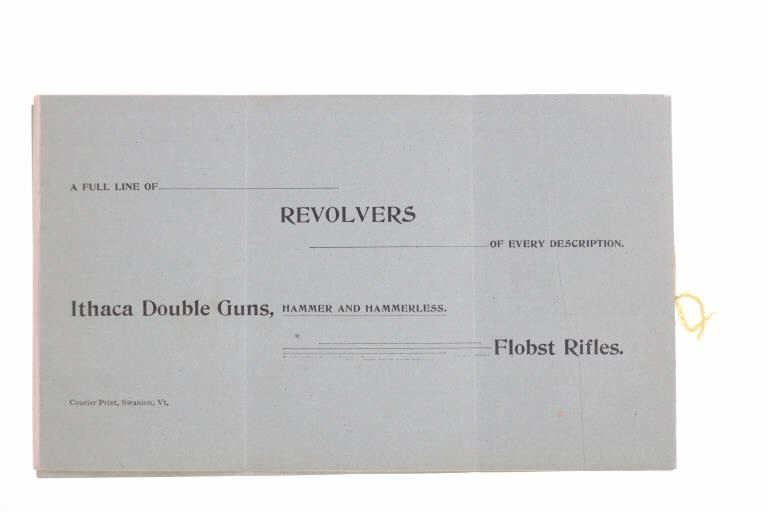 A FULL LINE OF
REVOLVERS
OF EVERY DESCRIPTION.
Ithaca Double Guns, HAMMER AND HAMMERLESS.
Flobst Rifles.
Courier Print, Swanton, Vt.